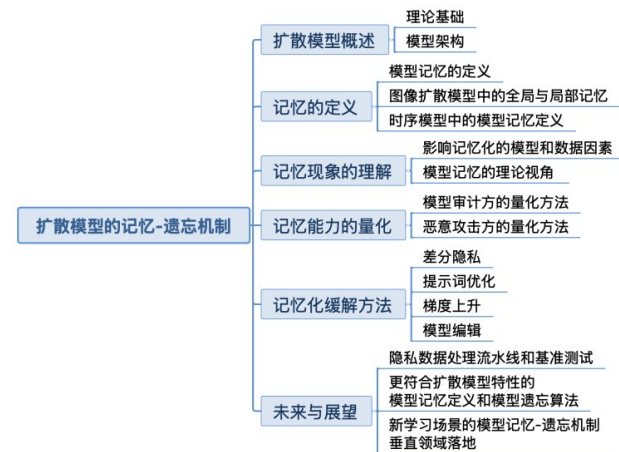 扩散模型的记忆-遗忘机制
扩散模型概述
理论基础
模型架构
记忆的定义
模型记忆的定义
图像扩散模型中的全局与局部记忆
时序模型中的模型记忆定义
记忆现象的理解
影响记忆化的模型和数据因素
模型记忆的理论视角
记忆能力的量化
模型审计方的量化方法
恶意攻击方的量化方法
记忆化缓解方法
差分隐私
提示词优化
梯度上升
模型编辑
未来与展望
隐私数据处理流水线和基准测试
更符合扩散模型特性的
模型记忆定义和模型遗忘算法
新学习场景的模型记忆-遗忘机制
垂直领域落地